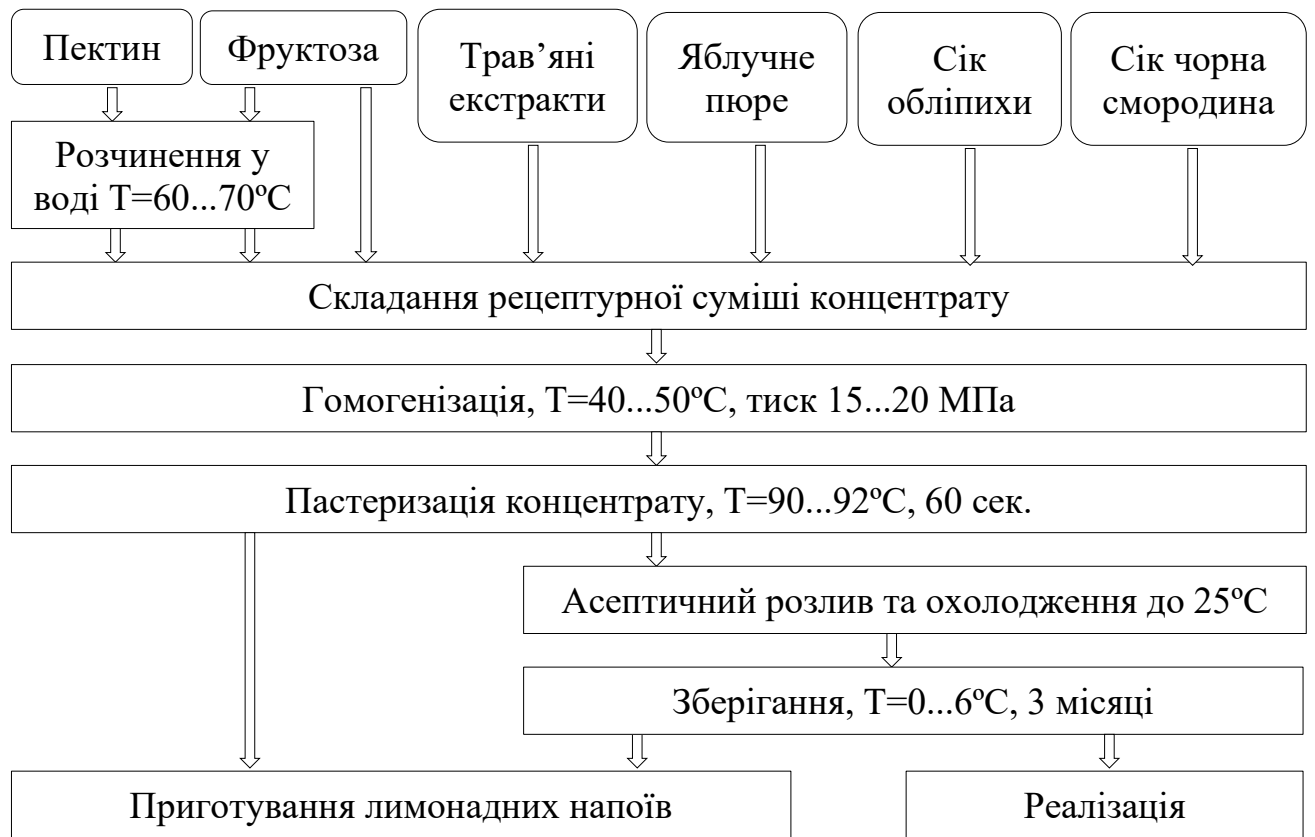 Пектин
Фруктоза
Трав’яні
екстракти
Яблучне
пюре
Сік
обліпихи
Сік чорна
смородина
Розчинення у
воді Т=60...70ºС
Складання рецептурної суміші концентрату
Гомогенізація, Т=40...50ºС, тиск 15...20 МПа
Пастеризація концентрату, Т=90...92ºС, 60 сек.
Асептичний розлив та охолодження до 25ºС
Зберігання, Т=0...6ºС, 3 місяці
Приготування лимонадних напоїв
Реалізація